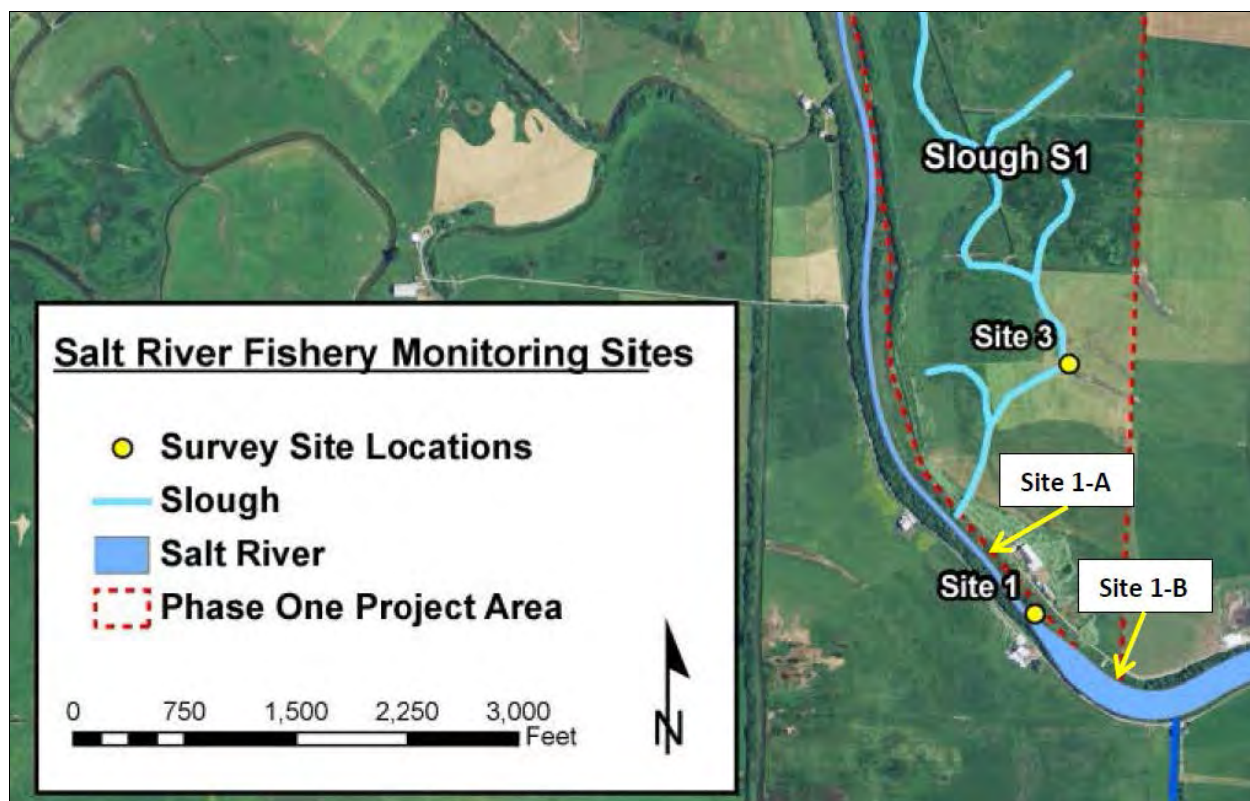 Slough S1
Site 3
Site 1-A
Site 1
Site 1-B
Salt River Fishery Monitoring Sites
Survey Site Locations
Slough
Salt River
Phase One Project Area
0 750 1,500 2,250 3,000
Feet
N